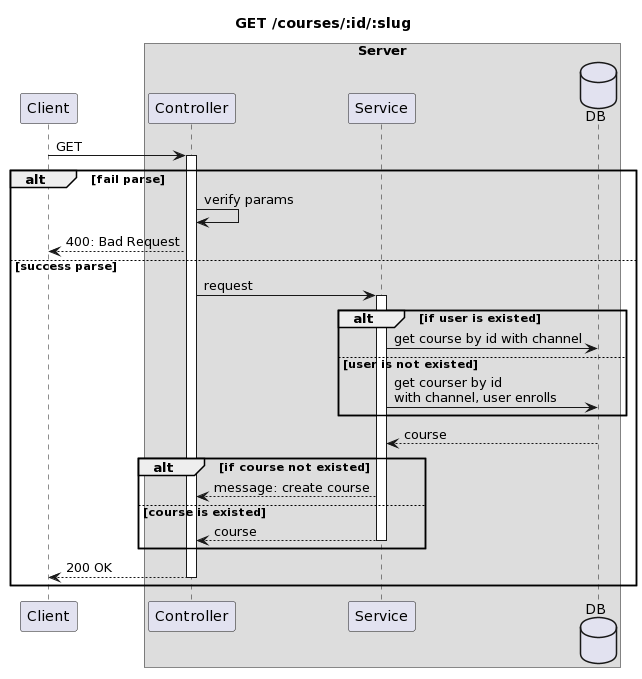 GET /courses/:id/:slug
Server
Client
Controller
Service
DB
GET
alt [fail parse]
verify params
400: Bad Request
[success parse]
request
alt [if user is existed]
get course by id with channel
[user is not existed]
get courser by id
with channel, user enrolls
course
alt [if course not existed]
message: create course
[course is existed]
course
200 OK
Client
Controller
Service
DB